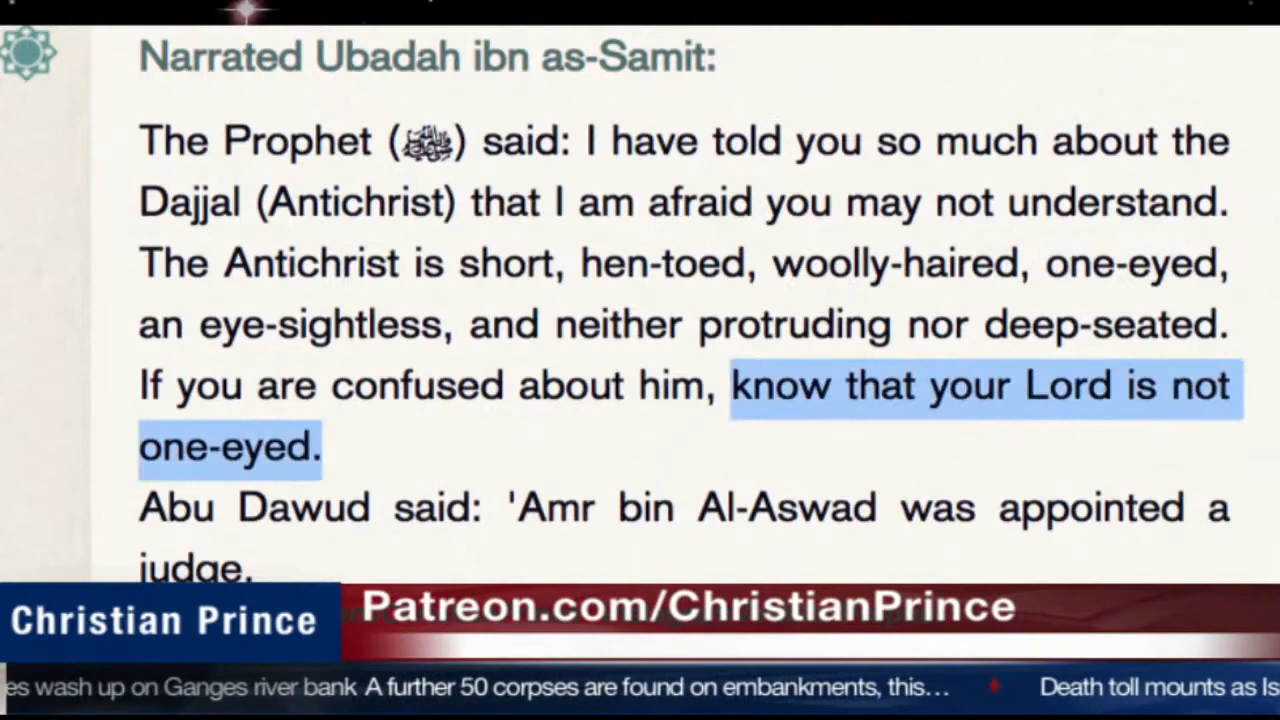 Narrated Ubadah ibn as-Samit:
The Prophet (ﷺ) said: I have told you so much about the
Dajjal (Antichrist) that I am afraid you may not understand.
The Antichrist is short, hen-toed, woolly-haired, one-eyed,
an eye-sightless, and neither protruding nor deep-seated.
If you are confused about him, know that your Lord is not
one-eyed.
Abu Dawud said: 'Amr bin Al-Aswad was appointed a
judge.
Christian Prince
Patreon.com/ChristianPrince
es wash up on Ganges river bank A further 50 corpses are found on embankments, this… Death toll mounts as Is